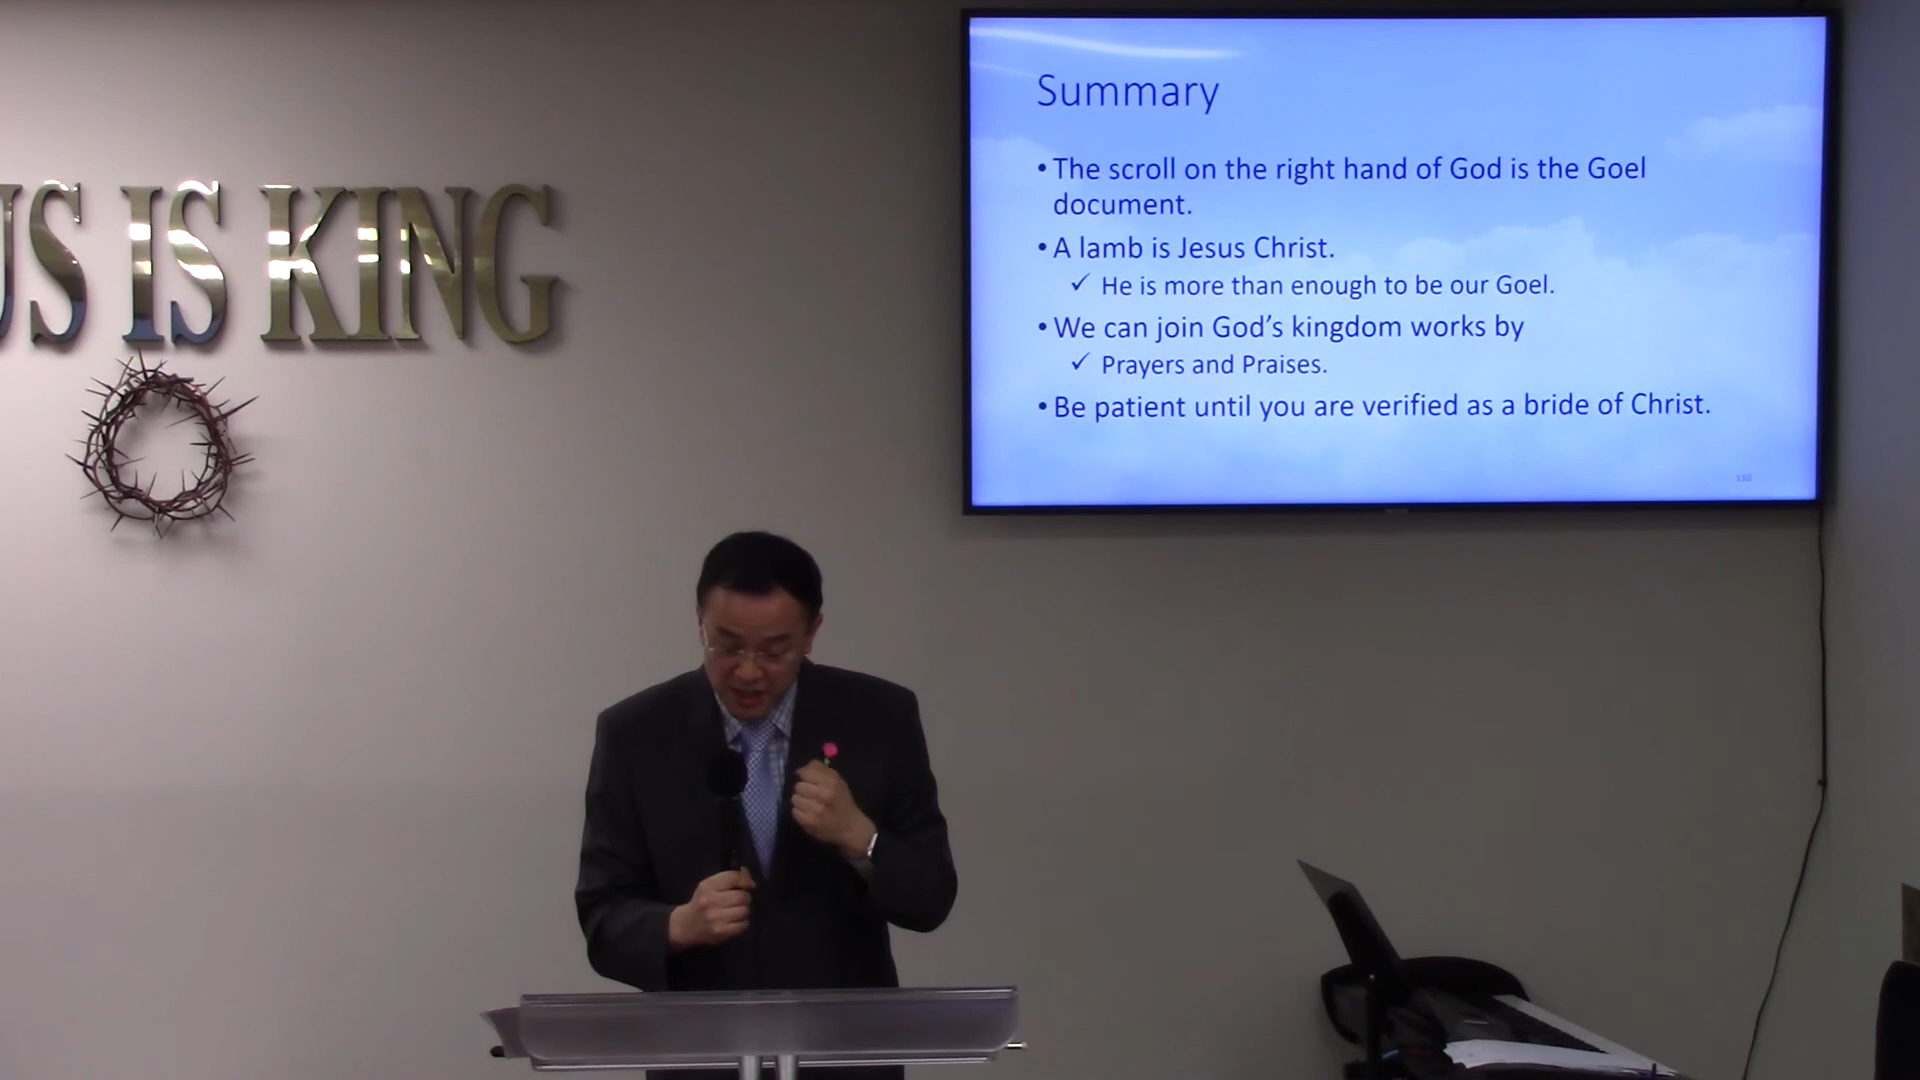 US IS KING
Summary
• The scroll on the right hand of God is the Goel
document.
• A lamb is Jesus Christ.
✓ He is more than enough to be our Goel.
• We can join God's kingdom works by
✓ Prayers and Praises.
• Be patient until you are verified as a bride of Christ.
130